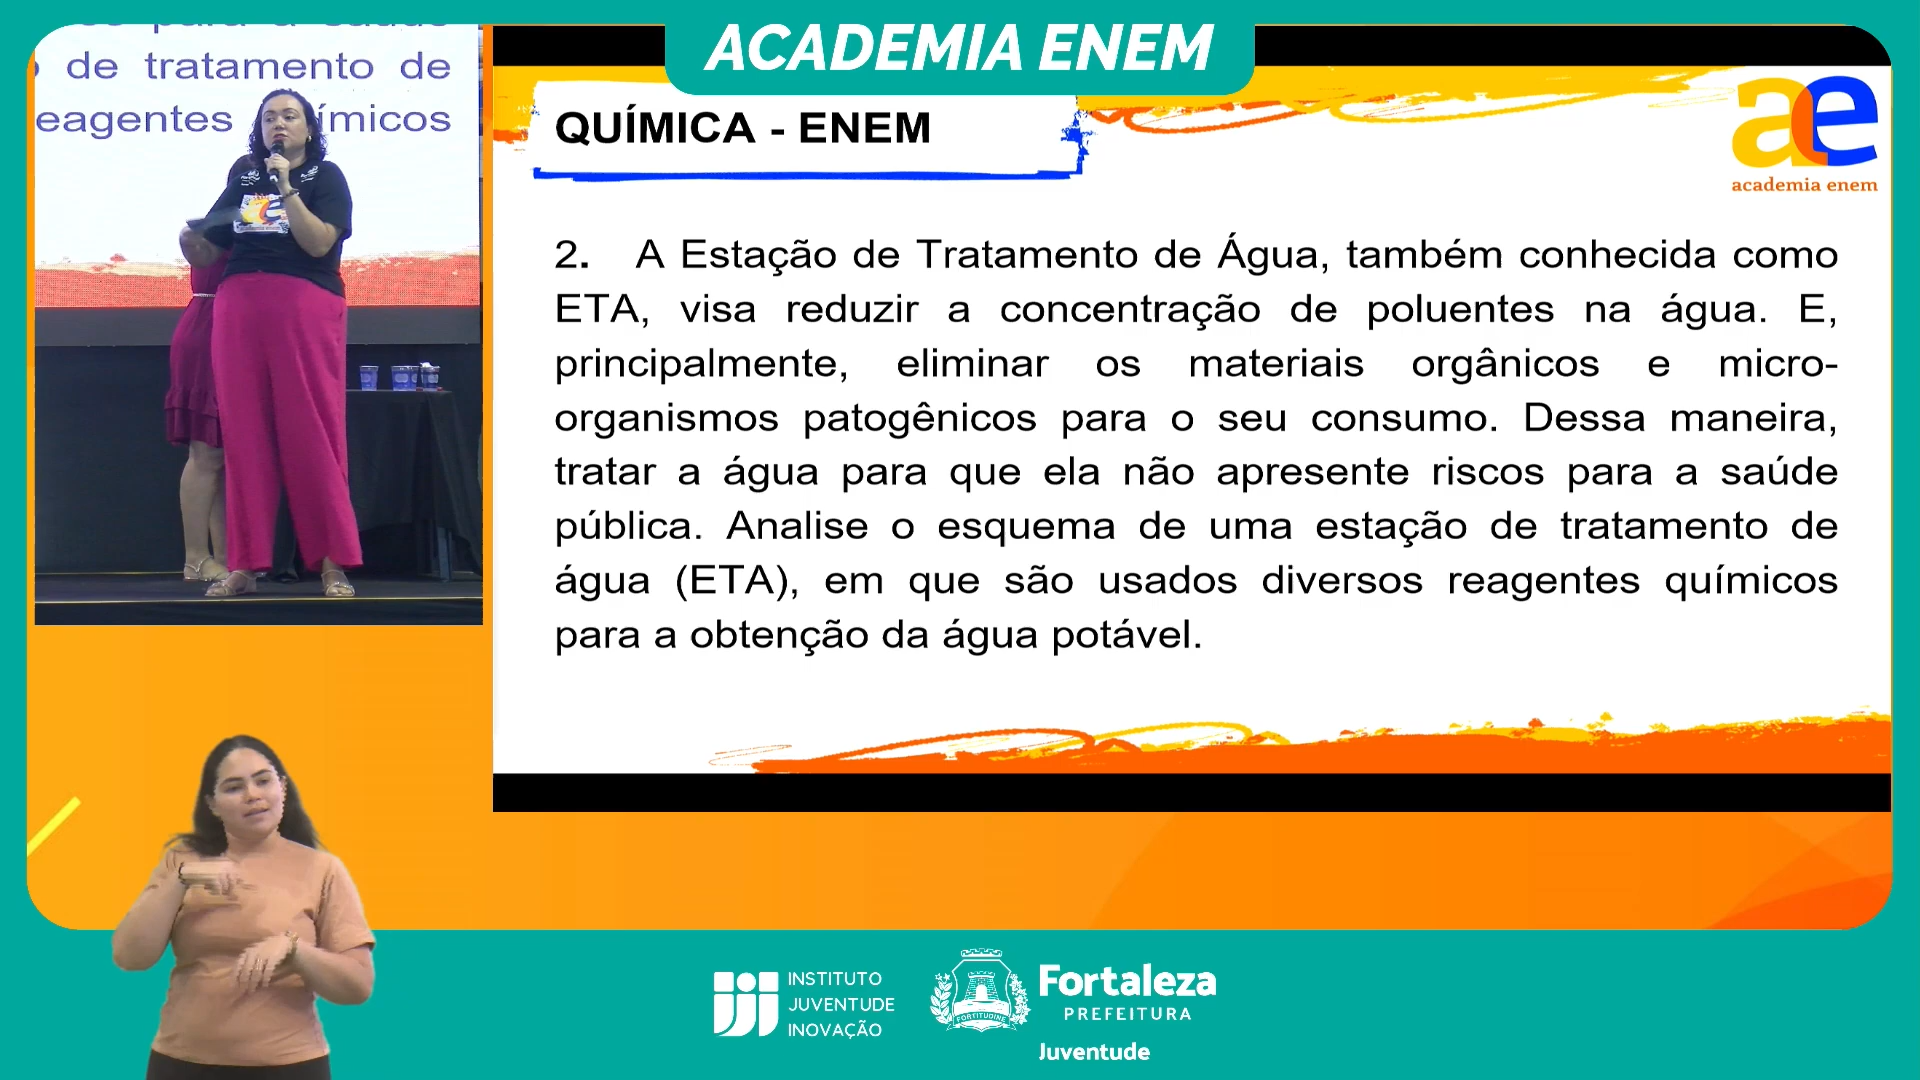 ACADEMIA ENEM
de tratamento de
eagentes
ímicos
QUÍMICA - ENEM
ae
academia enem
2. A Estação de Tratamento de Água, também conhecida como
ETA, visa reduzir a concentração de poluentes na água. E,
principalmente, eliminar os materiais orgânicos e micro-
organismos patogênicos para o seu consumo. Dessa maneira,
tratar a água para que ela não apresente riscos para a saúde
pública. Analise o esquema de uma estação de tratamento de
água (ETA), em que são usados diversos reagentes químicos
para a obtenção da água potável.
INSTITUTO
JUVENTUDE
INOVAÇÃO
FORTITUDINE
Fortaleza
PREFEITURA
Juventude